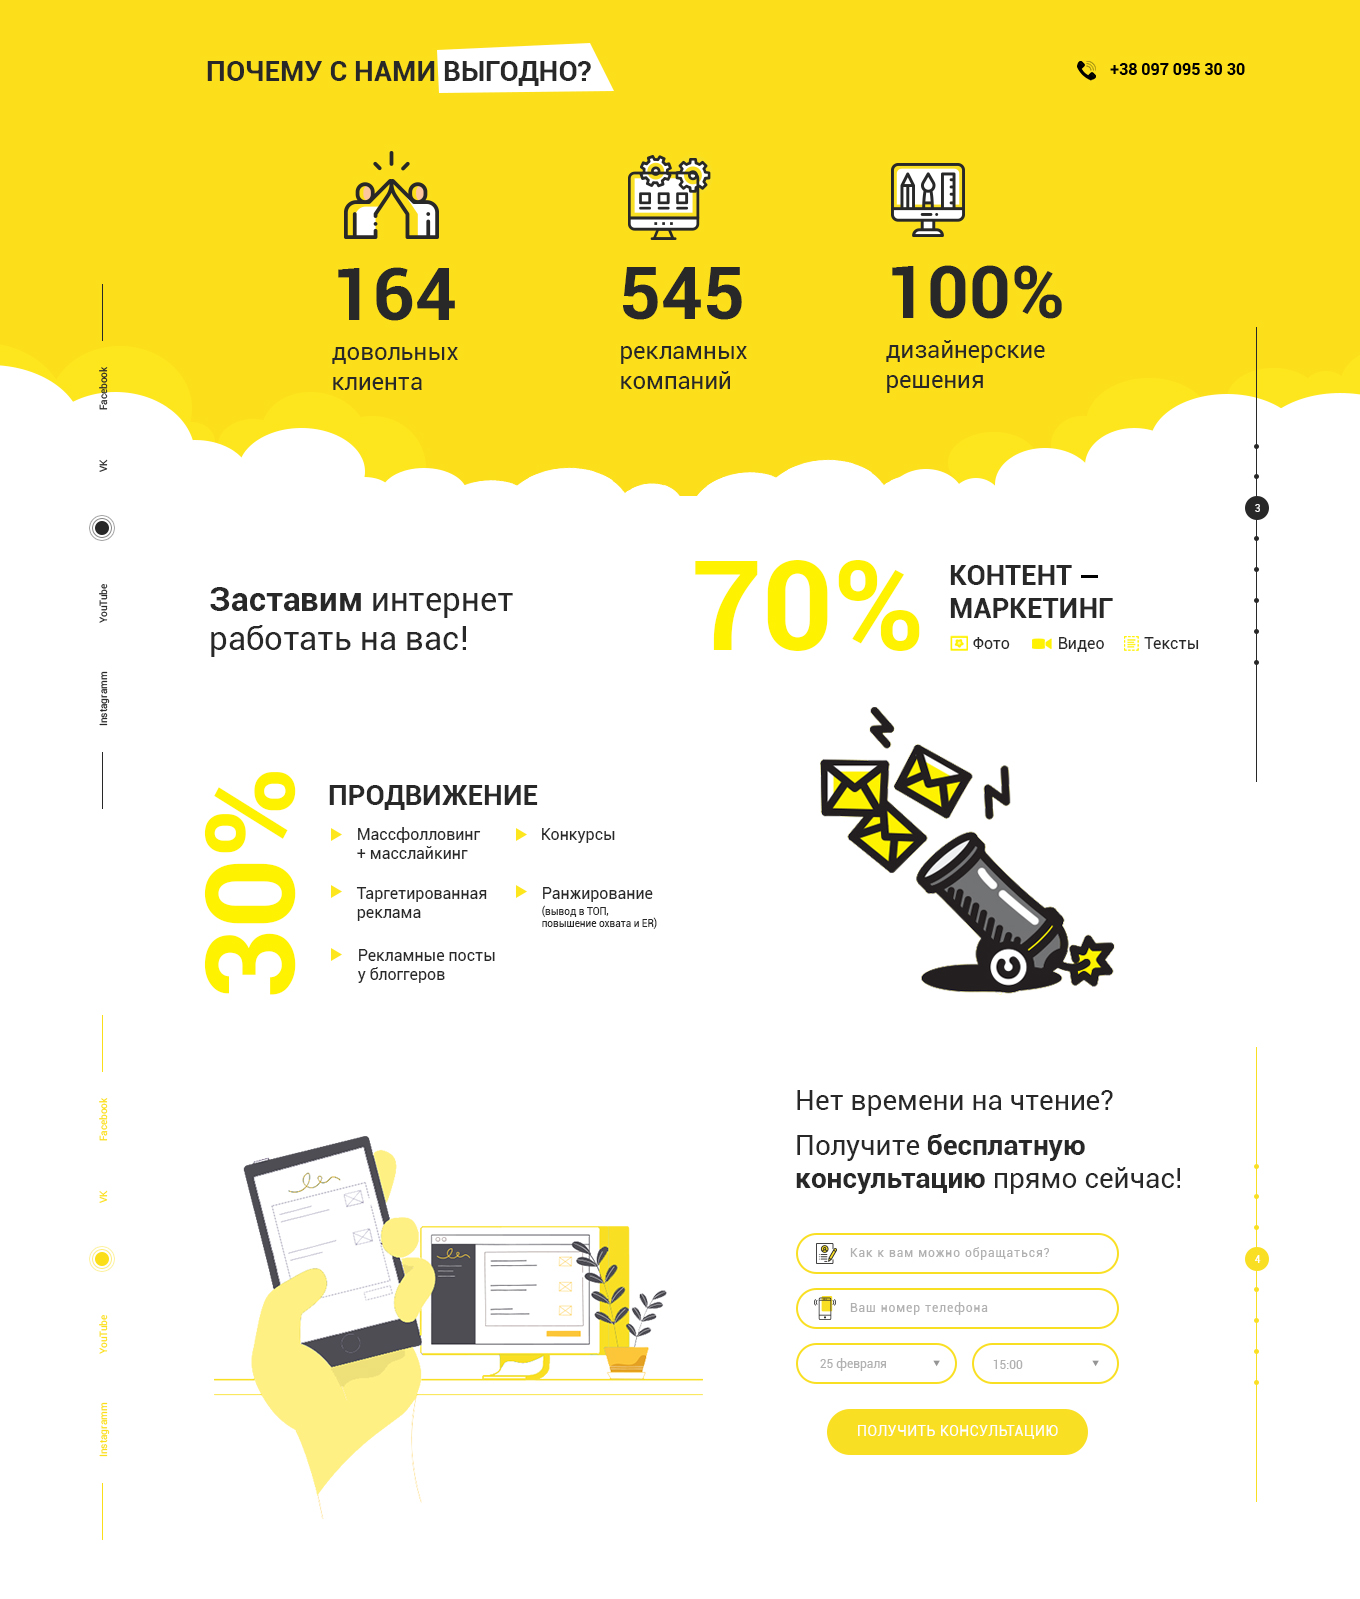 ПОЧЕМУ С НАМИ ВЫГОДНО?
+38 097 095 30 30
164
довольных
клиента
545
рекламных
компаний
100%
дизайнерские
решения
Facebook
VK
YouTube
Instagramm
3
Заставим интернет
работать на вас!
70%
КОНТЕНТ —
МАРКЕТИНГ
Фото
Видео
Тексты
30%
ПРОДВИЖЕНИЕ
Массфолловинг
+ масслайкинг
Конкурсы
Таргетированная
реклама
Ранжирование
(вывод в ТОП,
повышение охвата и ER)
Рекламные посты
у блоггеров
Facebook
VK
YouTube
Instagramm
4
Нет времени на чтение?
Получите бесплатную
консультацию прямо сейчас!
Как к вам можно обращаться?
Ваш номер телефона
25 февраля
15:00
ПОЛУЧИТЬ КОНСУЛЬТАЦИЮ